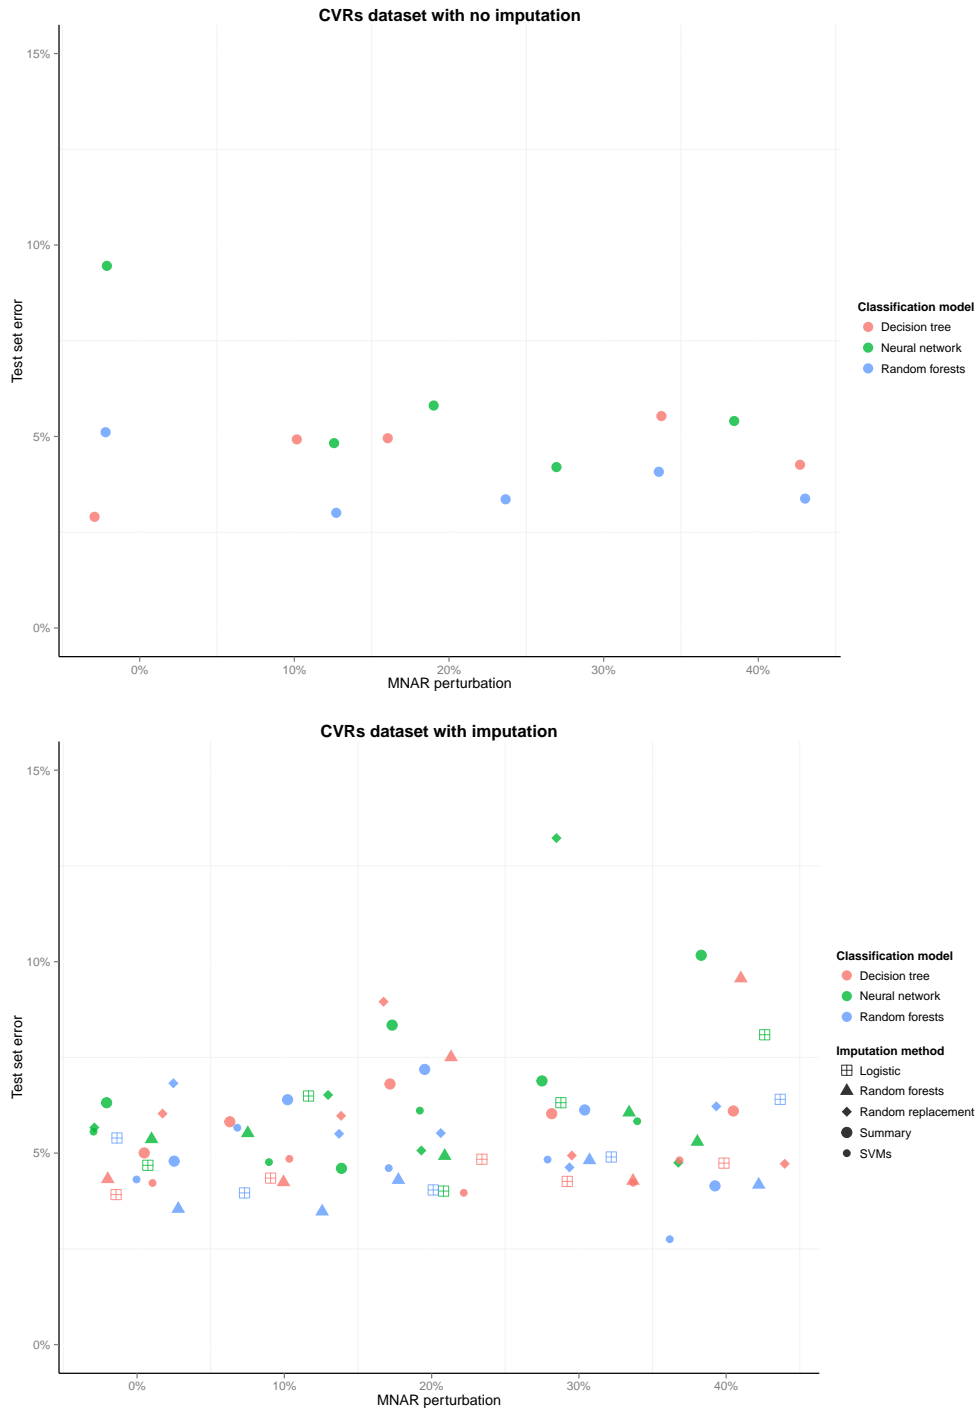 CVRs dataset with no imputation
15%
10%
5%
0%
Test set error
0%
10%
20%
30%
40%
MNAR perturbation
Classification model
Decision tree
Neural network
Random forests
CVRs dataset with imputation
15%
10%
5%
0%
Test set error
0%
10%
20%
30%
40%
MNAR perturbation
Classification model
Decision tree
Neural network
Random forests
Imputation method
Logistic
Random forests
Random replacement
Summary
SVMs